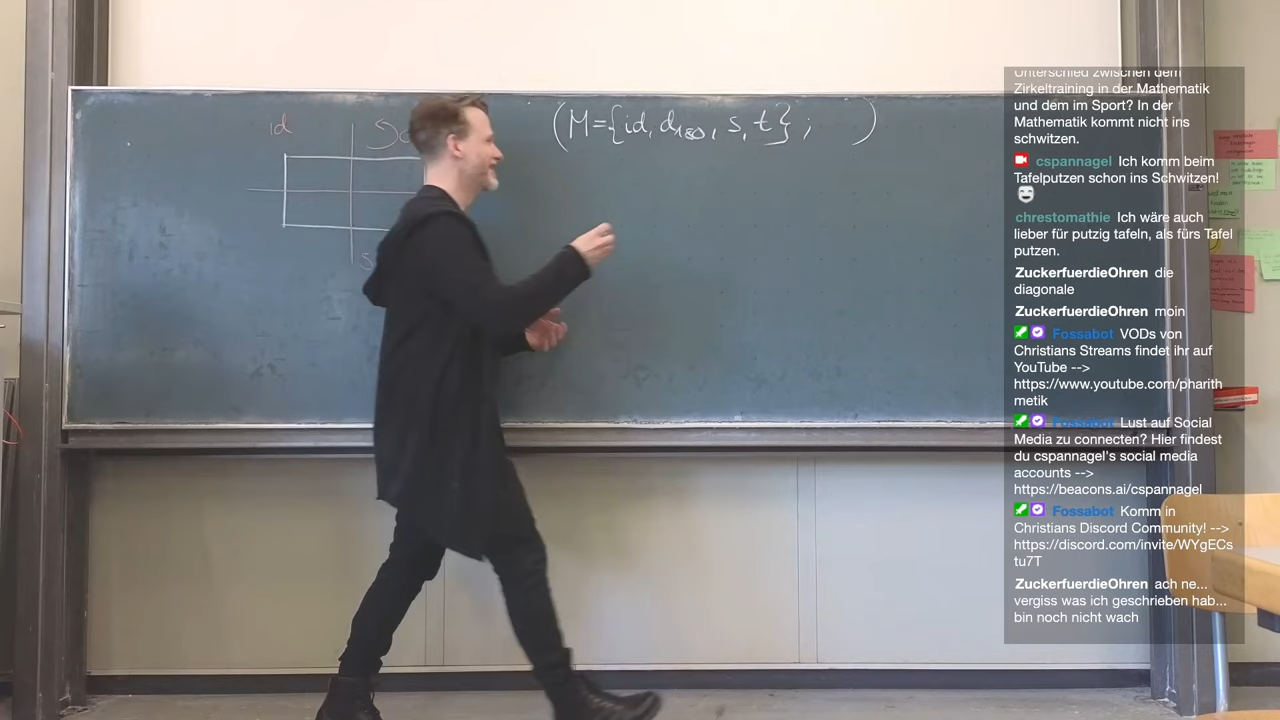 id
(M={id, d₁₈₀, s, t} ; )
Unterschied zwischen dem
Zirkeltraining in der Mathematik
und dem im Sport? In der
Mathematik kommt nicht ins
schwitzen.
cspannagel Ich komm beim
Tafelputzen schon ins Schwitzen!
chrestomathie Ich wäre auch
lieber für putzig tafeln, als fürs Tafel
putzen.
ZuckerfuerdieOhren die
diagonale
ZuckerfuerdieOhren moin
Fossabot VODs von
Christians Streams findet ihr auf
YouTube -->
https://www.youtube.com/pharith
metik
Fossabot Lust auf Social
Media zu connecten? Hier findest
du cspannagel's social media
accounts -->
https://beacons.ai/cspannagel
Fossabot Komm in
Christians Discord Community! -->
https://discord.com/invite/WYgECs
tu7T
ZuckerfuerdieOhren ach ne...
vergiss was ich geschrieben hab...
bin noch nicht wach